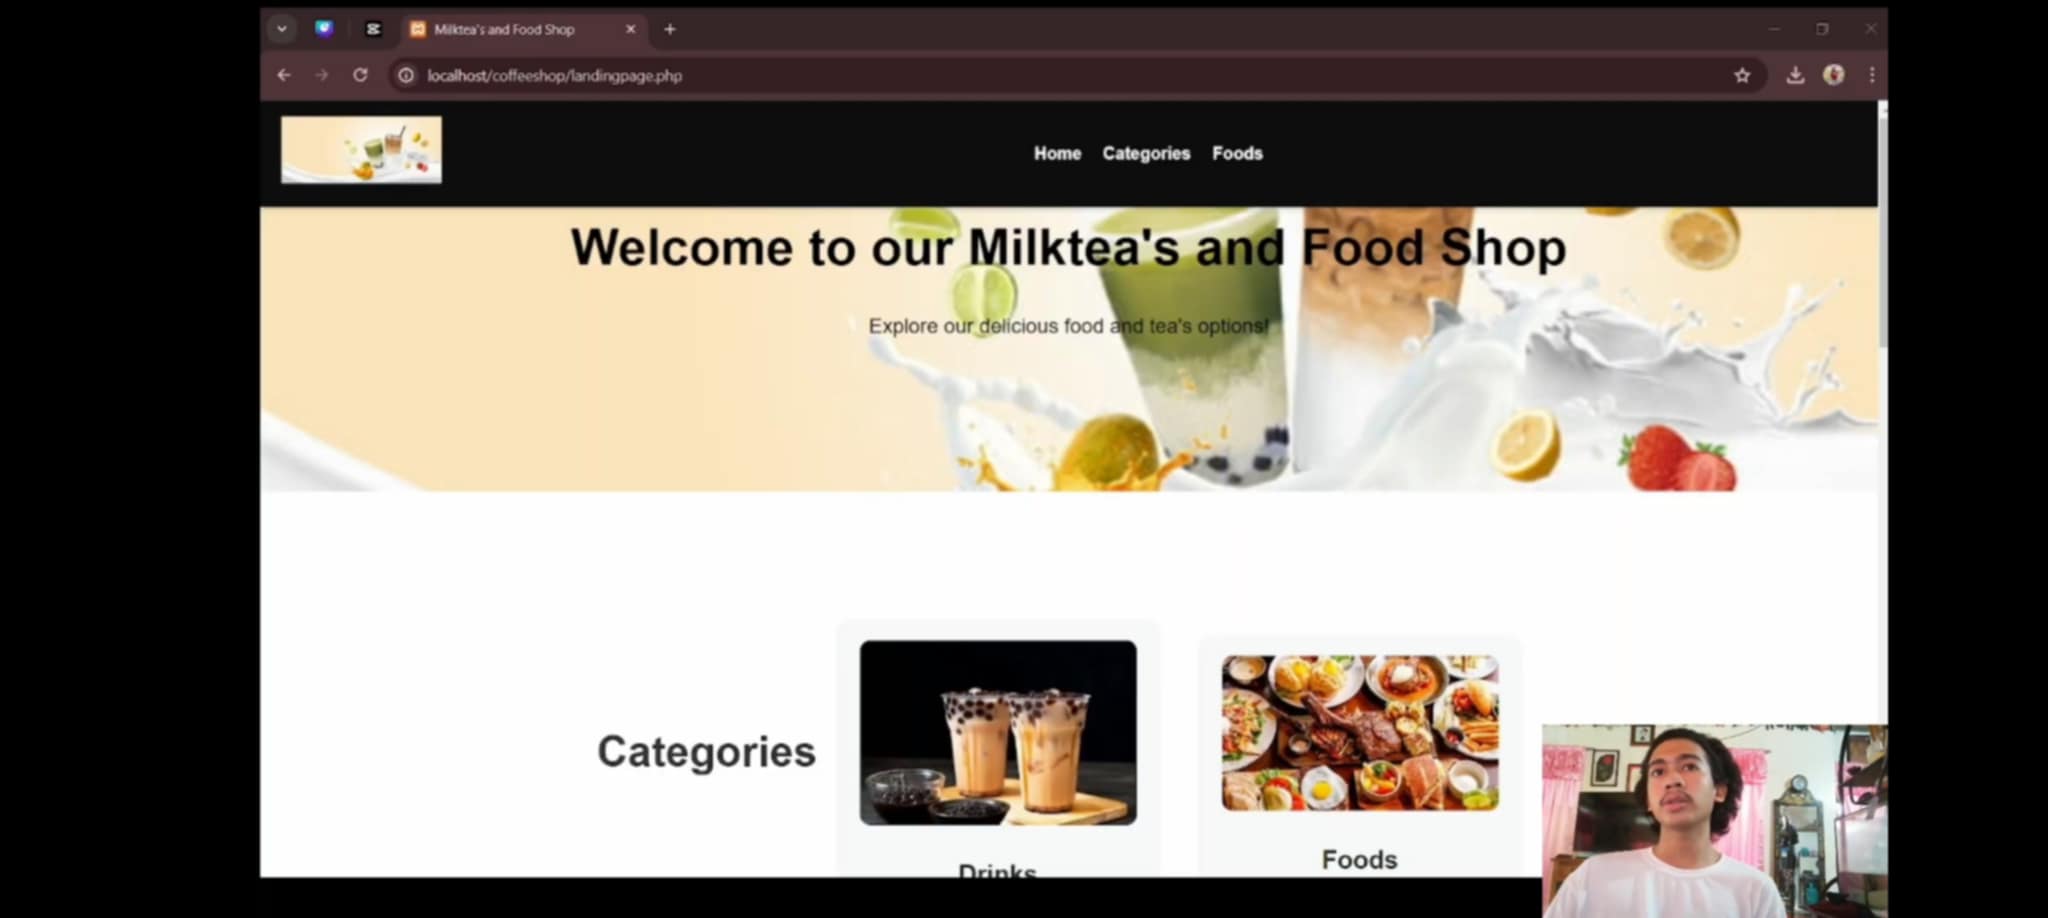 Milktea's and Food Shop
localhost/coffeeshop/landingpage.php
Home Categories Foods
Welcome to our Milktea's and Food Shop
Explore our delicious food and tea's options!
Categories
Drinks
Foods